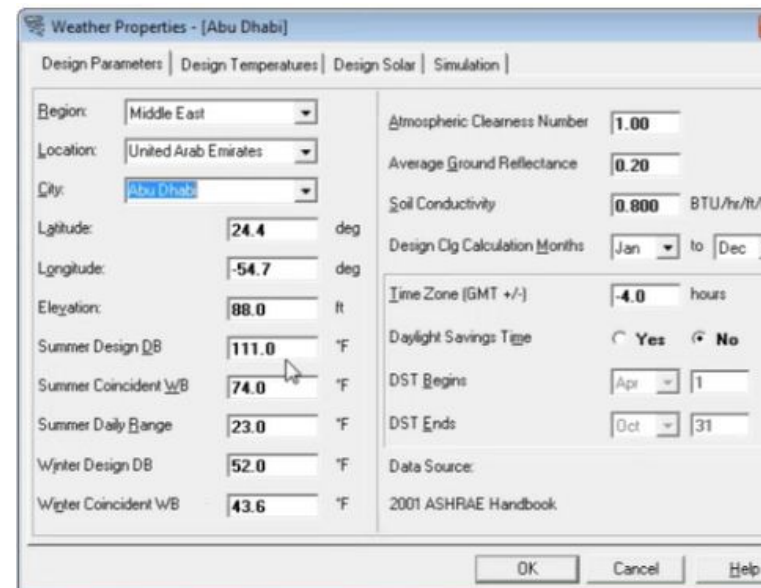 Weather Properties - [Abu Dhabi]
Design Parameters Design Temperatures Design Solar Simulation
Region: Middle East
Location: United Arab Emirates
City: Abu Dhabi
Latitude: 24.4 deg
Longitude: -54.7 deg
Elevation: 88.0 ft
Summer Design DB 111.0 °F
Summer Coincident WB 74.0 °F
Summer Daily Range 23.0 °F
Winter Design DB 52.0 °F
Winter Coincident WB 43.6 °F
Atmospheric Clearness Number 1.00
Average Ground Reflectance 0.20
Soil Conductivity 0.800 BTU/hr/ft/
Design Clg Calculation Months Jan to Dec
Time Zone (GMT +/-) -4.0 hours
Daylight Savings Time Yes No
DST Begins Apr 1
DST Ends Oct 31
Data Source:
2001 ASHRAE Handbook
OK Cancel Help